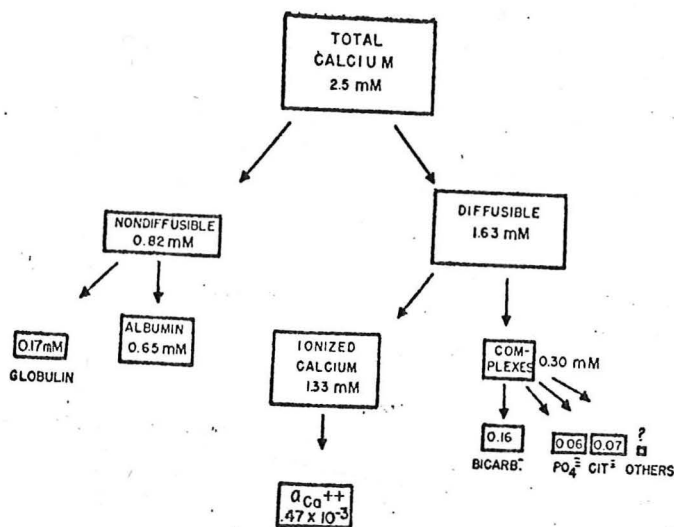 TOTAL
CALCIUM
2.5 mM
NONDIFFUSIBLE
0.82 mM
DIFFUSIBLE
1.63 mM
0.17mM
GLOBULIN
ALBUMIN
0.65 mM
IONIZED
CALCIUM
1.33 mM
COM-
PLEXES
0.30 mM
0.16
BICARB.-
0.06
PO4≡
0.07
CIT≡
?
OTHERS
aCa++
.47 x 10-3